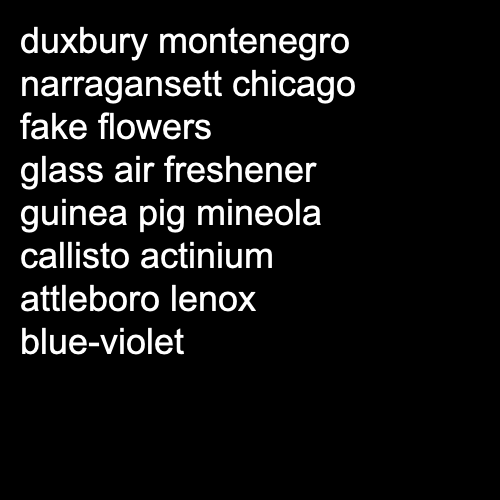 duxbury montenegro
narragansett chicago
fake flowers
glass air freshener
guinea pig mineola
callisto actinium
attleboro lenox
blue-violet